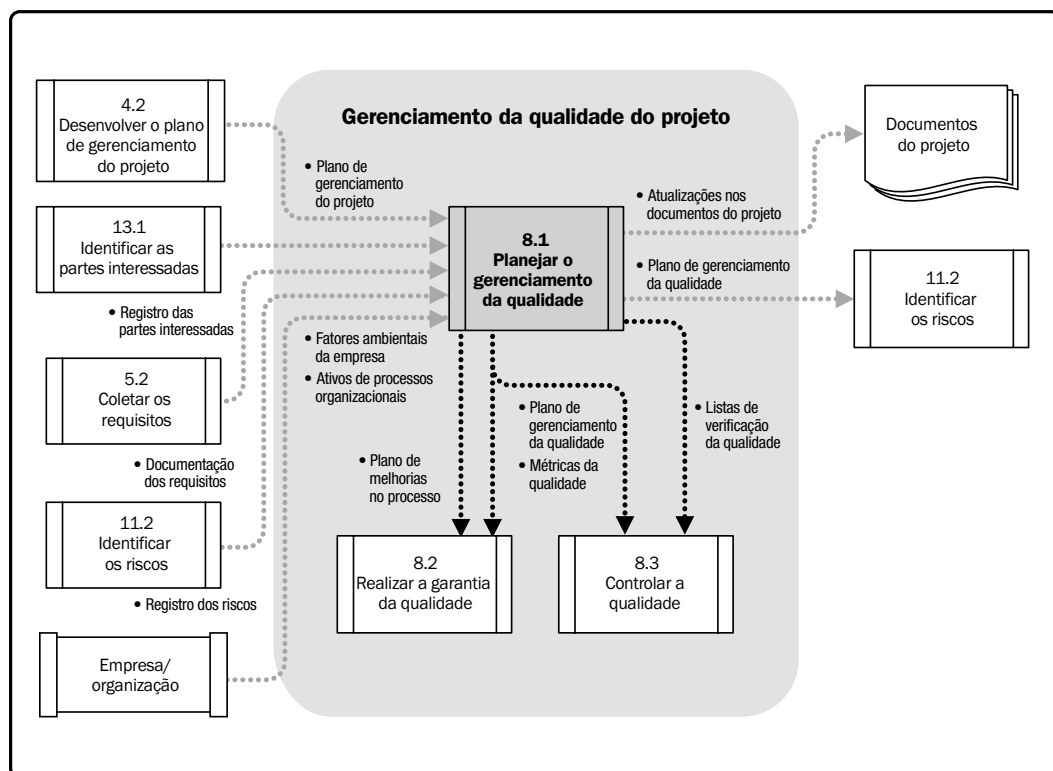 Gerenciamento da qualidade do projeto
4.2
Desenvolver o plano
de gerenciamento
do projeto
• Plano de
gerenciamento
do projeto
13.1
Identificar as
partes interessadas
• Registro das
partes interessadas
5.2
Coletar os
requisitos
• Documentação
dos requisitos
11.2
Identificar
os riscos
• Registro dos riscos
Empresa/
organização
• Fatores ambientais
da empresa
• Ativos de processos
organizacionais
8.1
Planejar o
gerenciamento
da qualidade
• Atualizações nos
documentos do projeto
Documentos
do projeto
• Plano de gerenciamento
da qualidade
11.2
Identificar
os riscos
• Plano de
melhorias
no processo
• Plano de
gerenciamento
da qualidade
• Métricas da
qualidade
• Listas de
verificação
da qualidade
8.2
Realizar a garantia
da qualidade
8.3
Controlar a
qualidade